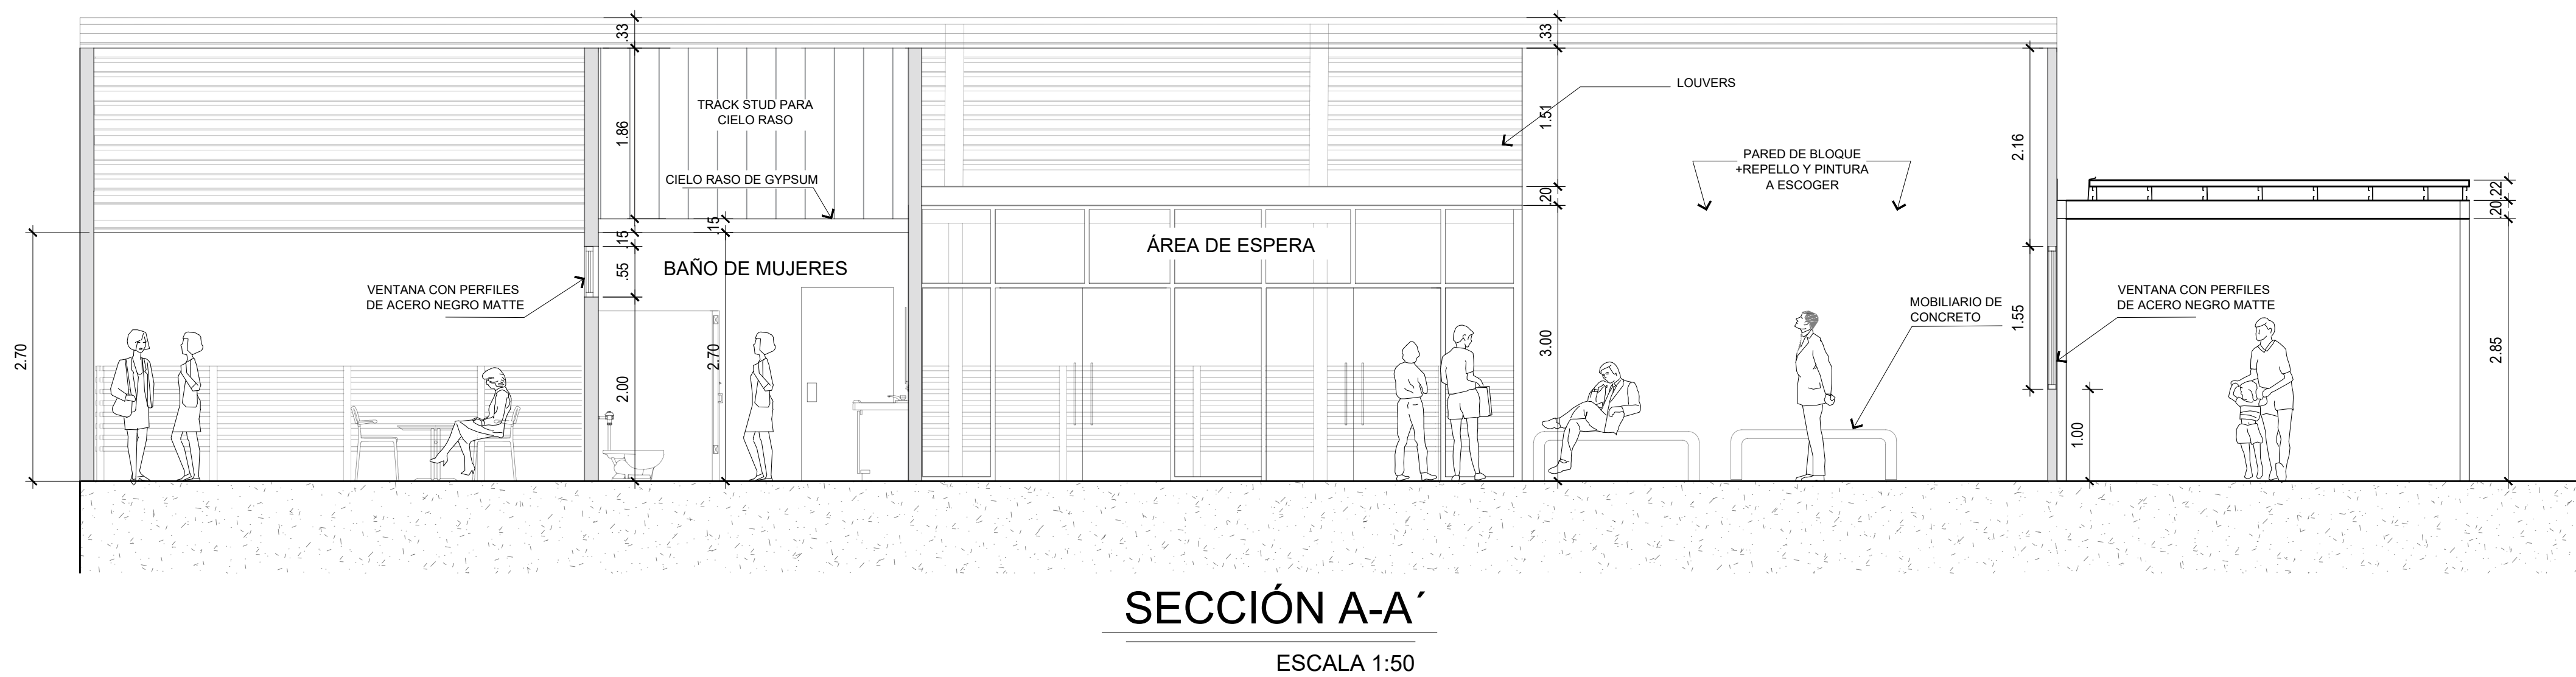 .33
.33
LOUVERS
TRACK STUD PARA
CIELO RASO
1.86
1.51
2.16
PARED DE BLOQUE
+REPELLO Y PINTURA
A ESCOGER
CIELO RASO DE GYPSUM
.20
.22
.20
.15
.15
ÁREA DE ESPERA
BAÑO DE MUJERES
.55
VENTANA CON PERFILES
DE ACERO NEGRO MATTE
MOBILIARIO DE
CONCRETO
VENTANA CON PERFILES
DE ACERO NEGRO MATTE
1.55
2.70
2.70
3.00
2.85
2.00
1.00
SECCIÓN A-A´
ESCALA 1:50